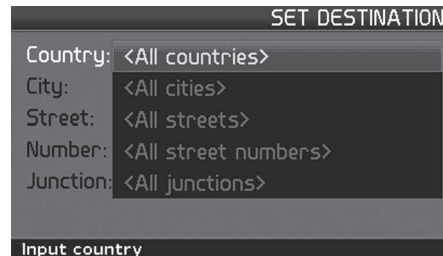 SET DESTINATION
Country: <All countries>
City: <All cities>
Street: <All streets>
Number: <All street numbers>
Junction: <All junctions>
Input country